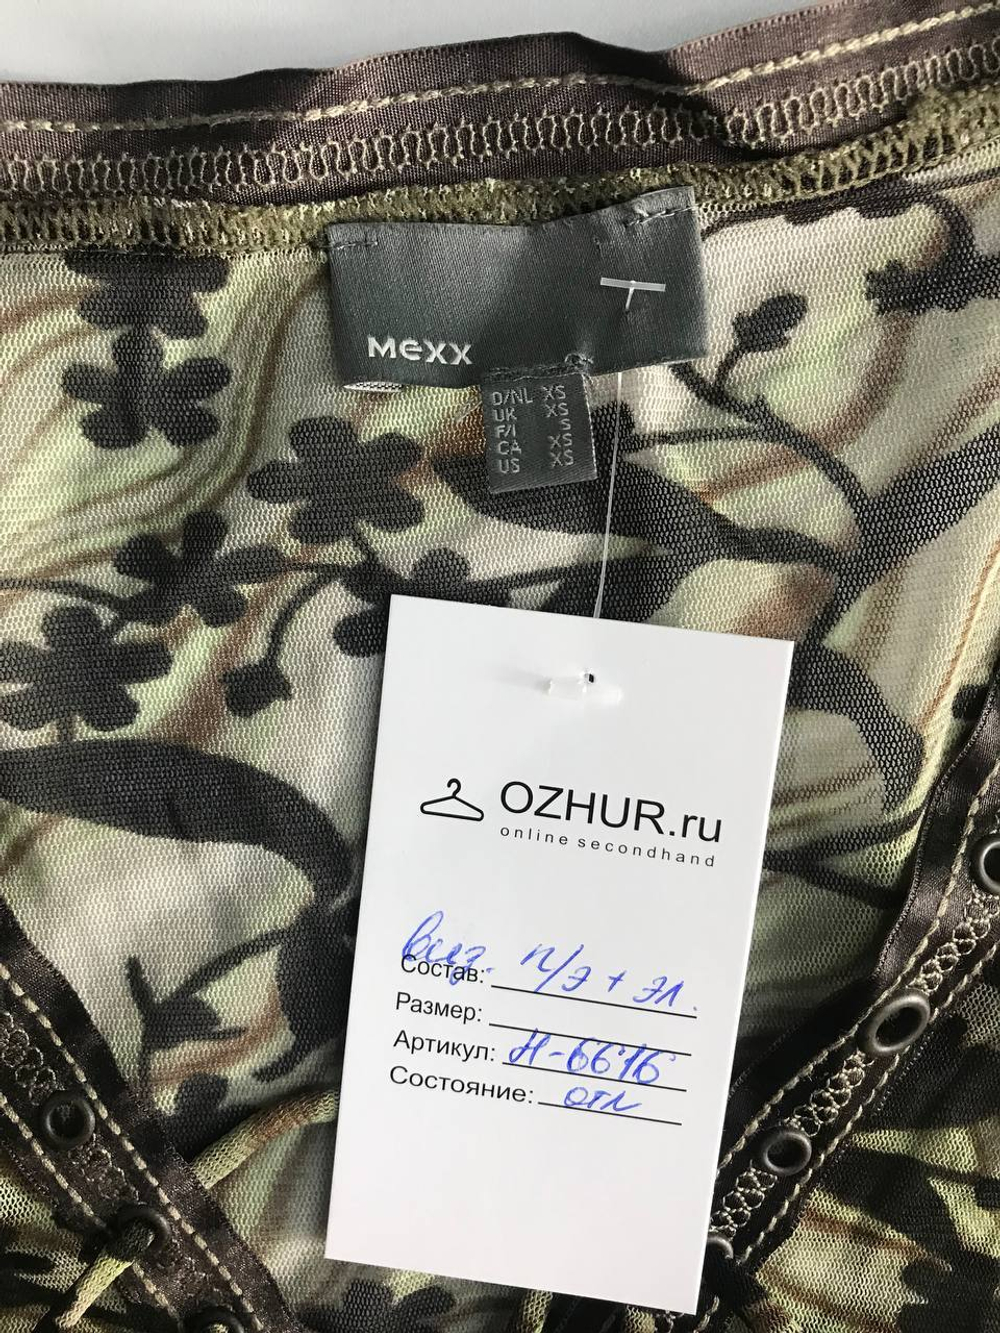 MEXX
D/NL XS
UK XS
F/I S
CA XS
US XS
OZHUR.ru
online secondhand
виз. п/э + эл.
Состав:
Размер:
Артикул: Н-6616
Состояние: отл